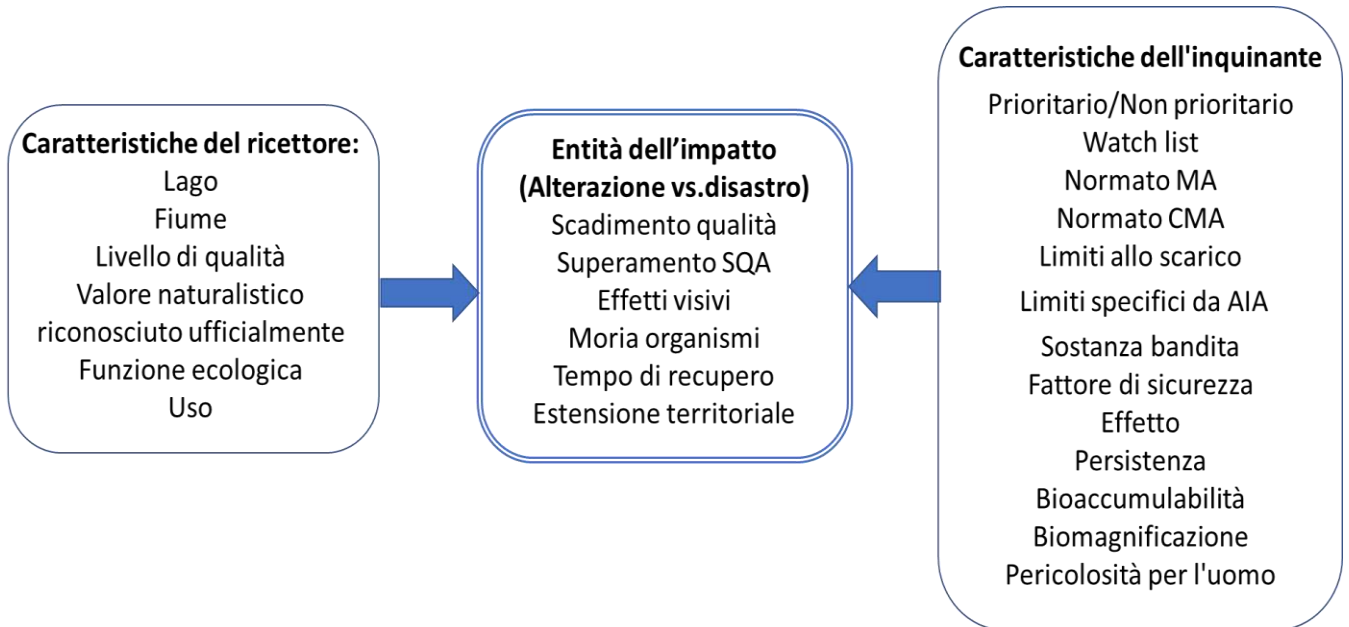 Caratteristiche del ricettore:
Lago
Fiume
Livello di qualità
Valore naturalistico
riconosciuto ufficialmente
Funzione ecologica
Uso
Entità dell’impatto
(Alterazione vs.disastro)
Scadimento qualità
Superamento SQA
Effetti visivi
Moria organismi
Tempo di recupero
Estensione territoriale
Caratteristiche dell'inquinante
Prioritario/Non prioritario
Watch list
Normato MA
Normato CMA
Limiti allo scarico
Limiti specifici da AIA
Sostanza bandita
Fattore di sicurezza
Effetto
Persistenza
Bioaccumulabilità
Biomagnificazione
Pericolosità per l'uomo